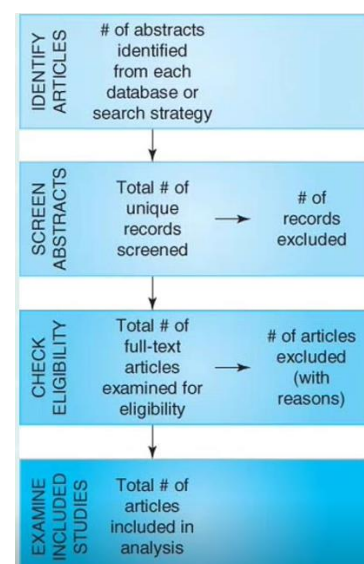 IDENTIFY
ARTICLES
# of abstracts
identified
from each
database or
search strategy
SCREEN
ABSTRACTS
Total # of
unique
records
screened
# of
records
excluded
CHECK
ELIGIBILITY
Total # of
full-text
articles
examined for
eligibility
# of articles
excluded
(with
reasons)
EXAMINE
INCLUDED
STUDIES
Total # of
articles
included in
analysis